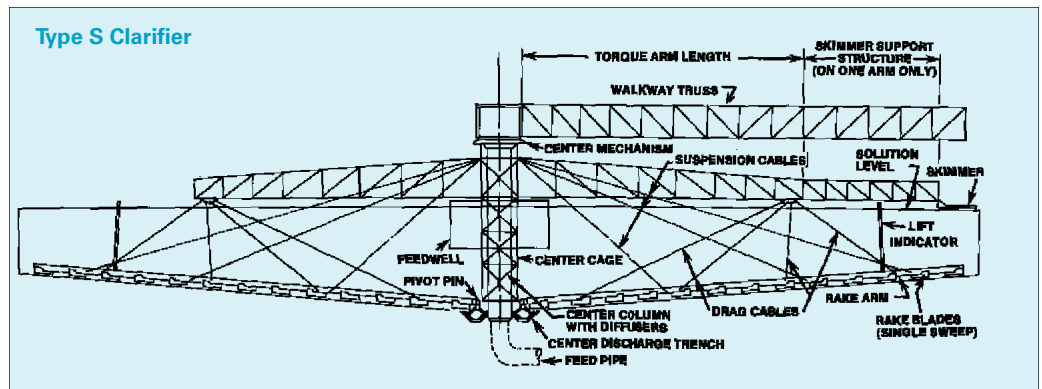 Type S Clarifier
TORQUE ARM LENGTH
SKIMMER SUPPORT
STRUCTURE
(ON ONE ARM ONLY)
WALKWAY TRUSS
CENTER MECHANISM
SUSPENSION CABLES
SOLUTION
LEVEL
SKIMMER
LIFT
INDICATOR
FEEDWELL
CENTER CAGE
PIVOT PIN
RAKE ARM
DRAG CABLES
CENTER COLUMN
WITH DIFFUSERS
RAKE BLADES
(SINGLE SWEEP)
CENTER DISCHARGE TRENCH
FEED PIPE